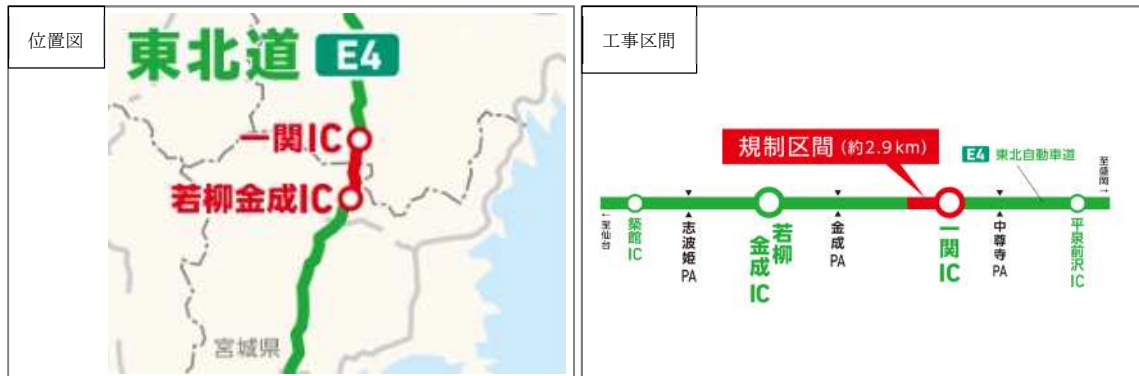 位置図
東北道 E4
一関IC
若柳金成IC
宮城県
工事区間
規制区間(約2.9km)
E4 東北自動車道
至盛岡→
←至仙台
築館IC
志波姫PA
若柳金成IC
金成PA
一関IC
中尊寺PA
平泉前沢IC